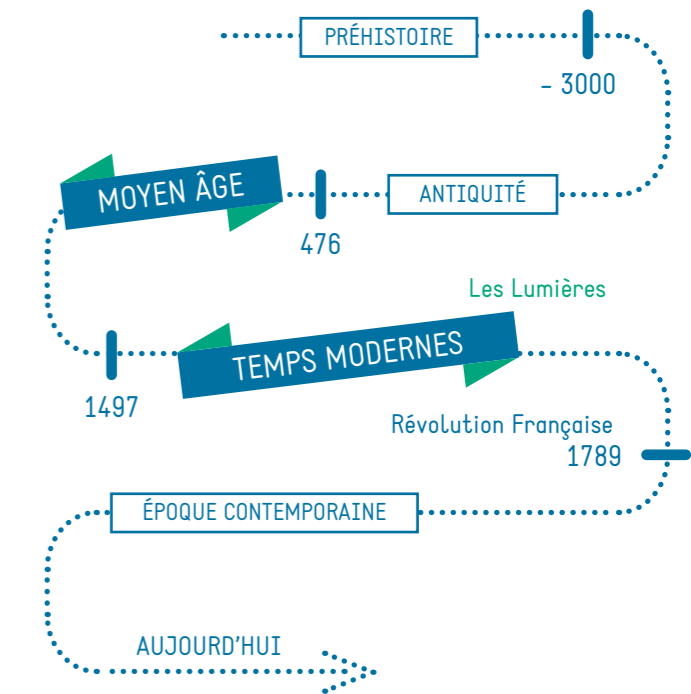 PRÉHISTOIRE
- 3000
ANTIQUITÉ
476
MOYEN ÂGE
1497
TEMPS MODERNES
Les Lumières
Révolution Française
1789
ÉPOQUE CONTEMPORAINE
AUJOURD'HUI